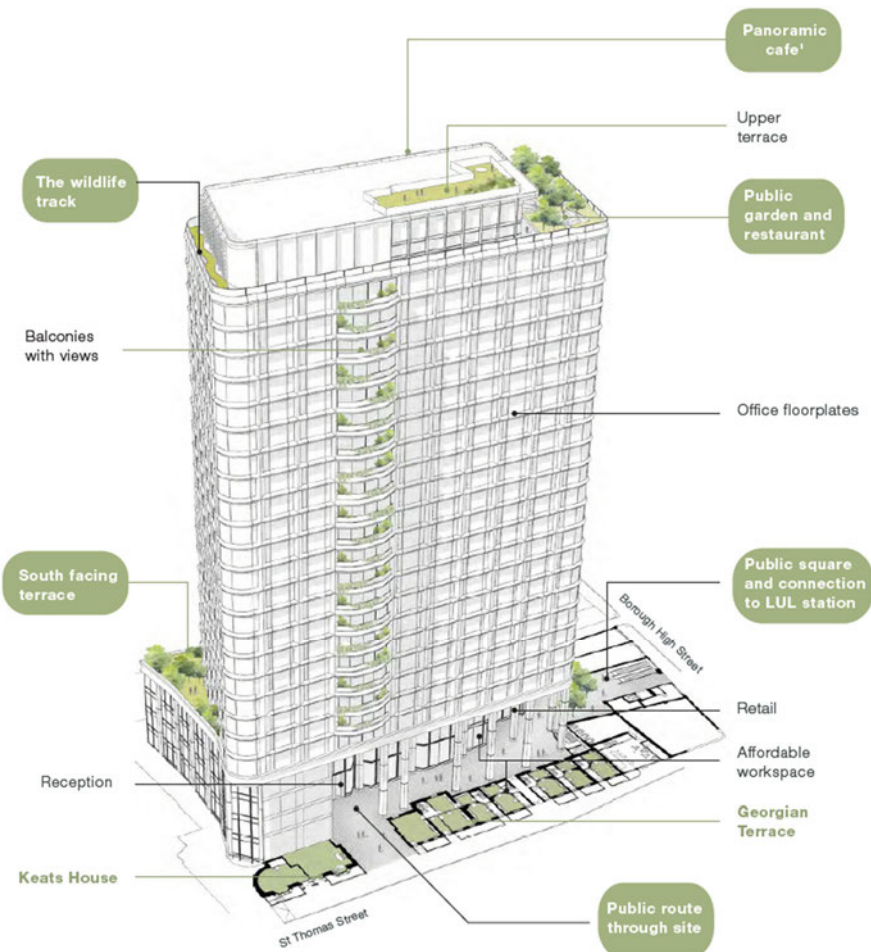 Panoramic
cafe¹
Upper
terrace
The wildlife
track
Public
garden and
restaurant
Balconies
with views
Office floorplates
South facing
terrace
Public square
and connection
to LUL station
Borough High Street
Retail
Reception
Affordable
workspace
Georgian
Terrace
Keats House
St Thomas Street
Public route
through site